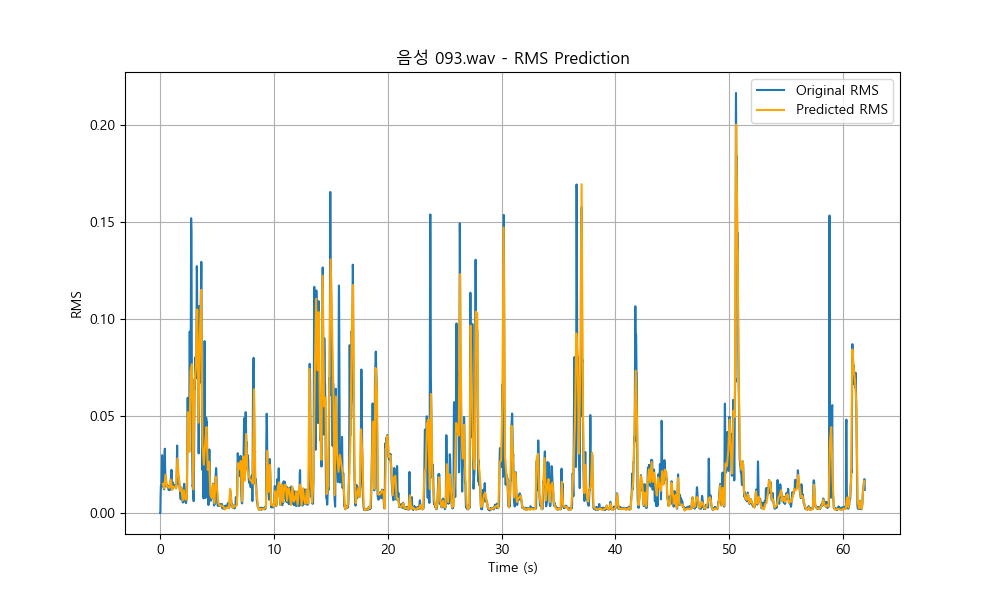 음성 093.wav - RMS Prediction
Original RMS
Predicted RMS
0.20
0.15
0.10
0.05
0.00
RMS
0 10 20 30 40 50 60
Time (s)